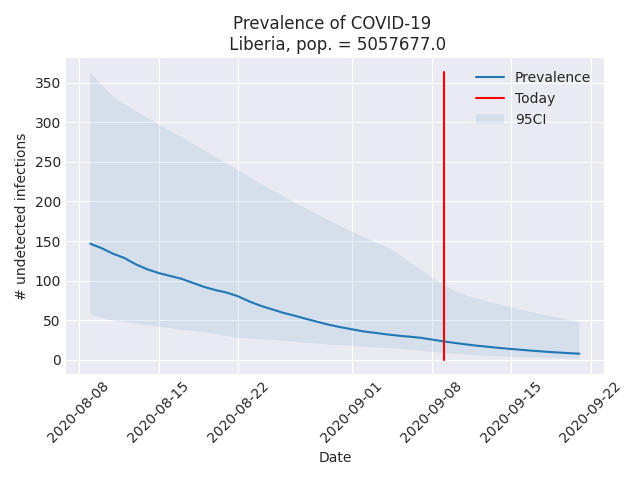 Prevalence of COVID-19
Liberia, pop. = 5057677.0
Prevalence
Today
95CI
# undetected infections
350
300
250
200
150
100
50
0
2020-08-08
2020-08-15
2020-08-22
2020-09-01
2020-09-08
2020-09-15
2020-09-22
Date